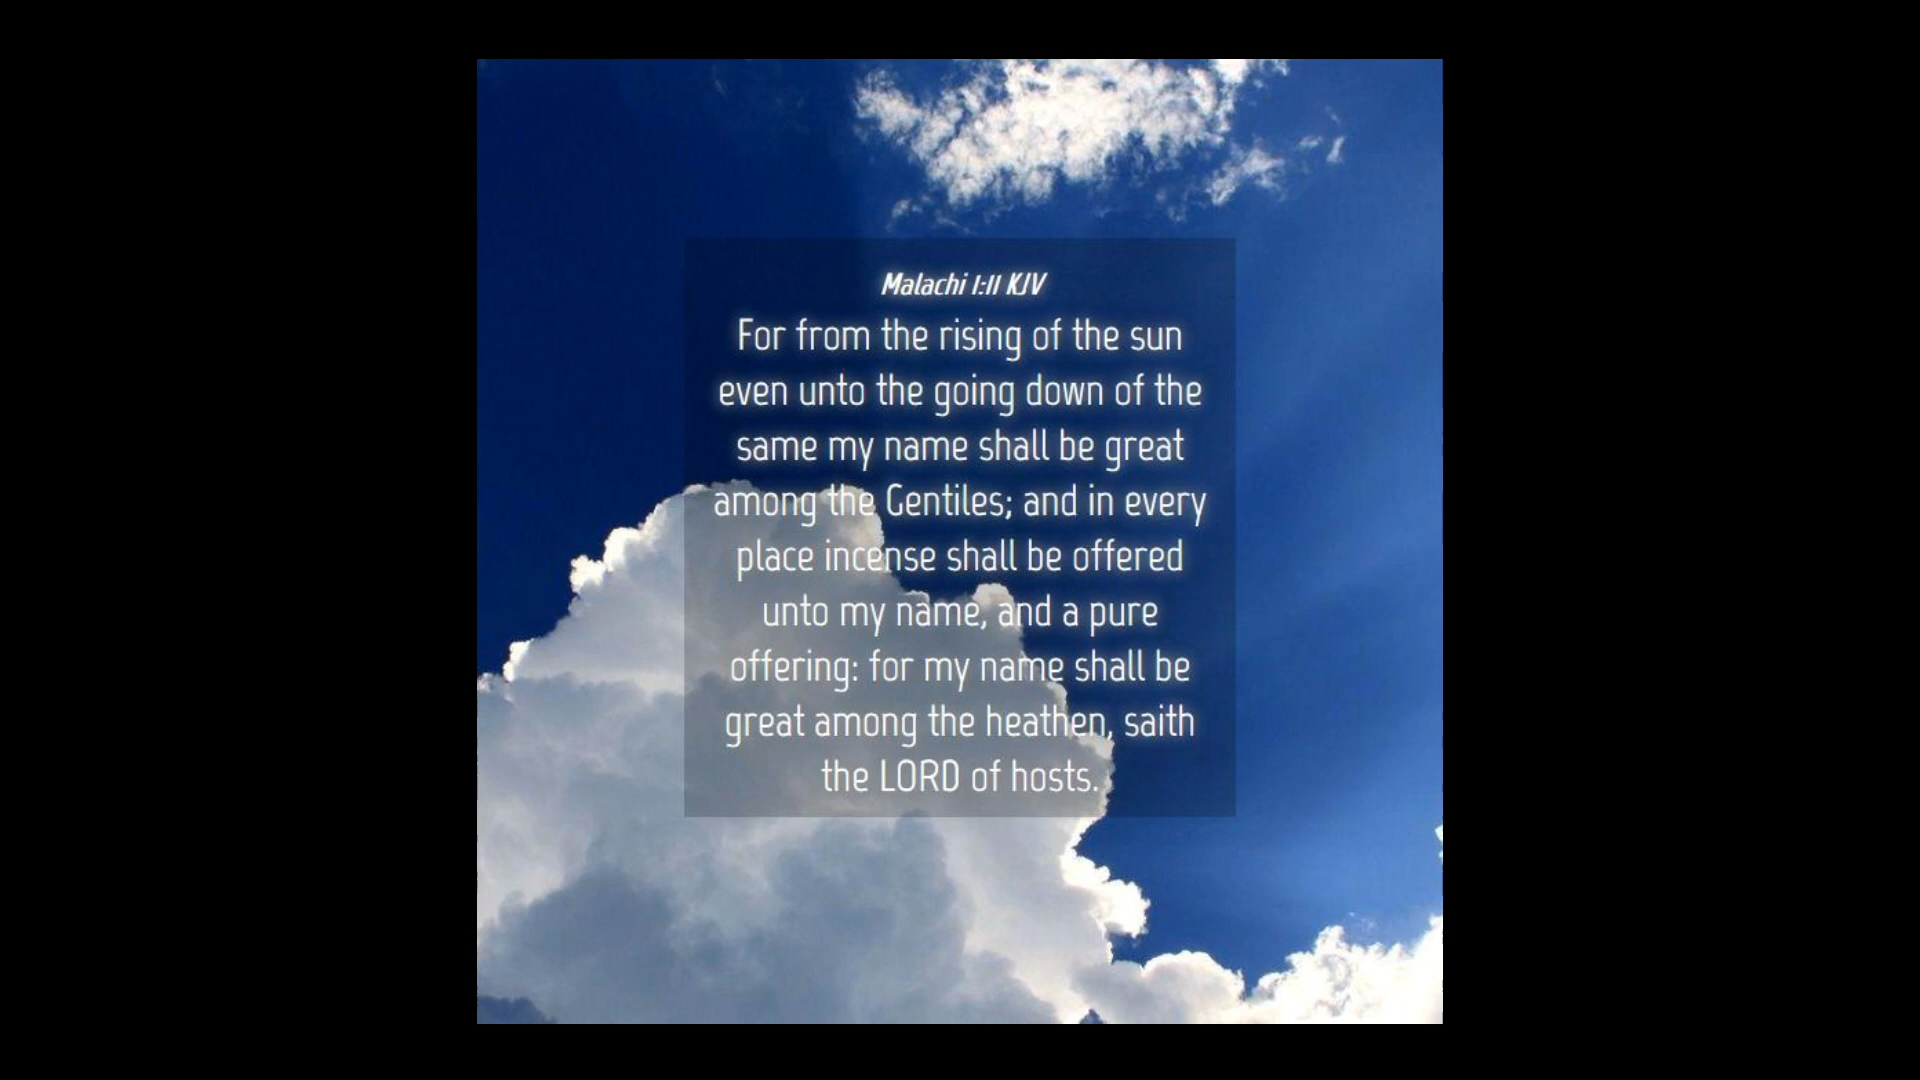 Malachi 1:11 KJV
For from the rising of the sun
even unto the going down of the
same my name shall be great
among the Gentiles; and in every
place incense shall be offered
unto my name, and a pure
offering: for my name shall be
great among the heathen, saith
the LORD of hosts.